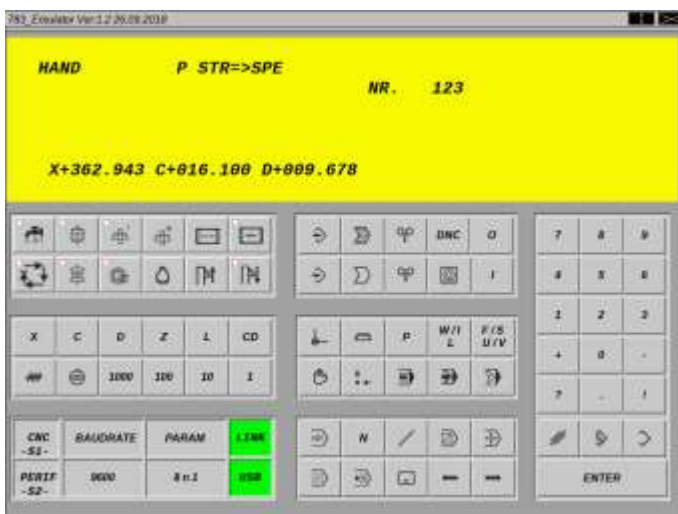 783_Emulator Ver:1.2 26.09.2018
HAND P STR=>SPE
NR. 123
X+362.943 C+016.100 D+009.678
DNC O
I
X C D Z L CD
1000 100 10 1
P W/I L F/S U/V
7 8 9
4 5 6
1 2 3
+ 0 -
? . !
CNC -S1- BAUDRATE PARAM LINK
PERIF -S2- 9600 8n1 USB
N
ENTER